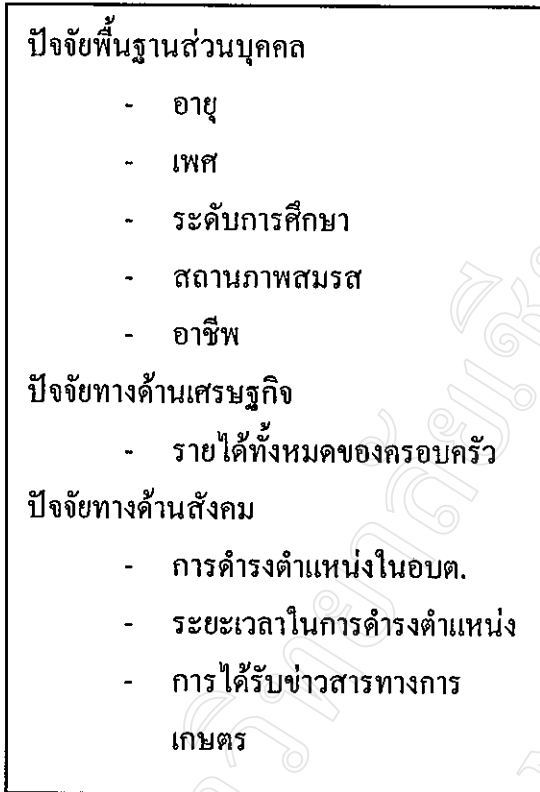 ปัจจัยพื้นฐานส่วนบุคคล
- อายุ
- เพศ
- ระดับการศึกษา
- สถานภาพสมรส
- อาชีพ
ปัจจัยทางด้านเศรษฐกิจ
- รายได้ทั้งหมดของครอบครัว
ปัจจัยทางด้านสังคม
- การดำรงตำแหน่งในอบต.
- ระยะเวลาในการดำรงตำแหน่ง
- การได้รับข่าวสารทางการ
เกษตร